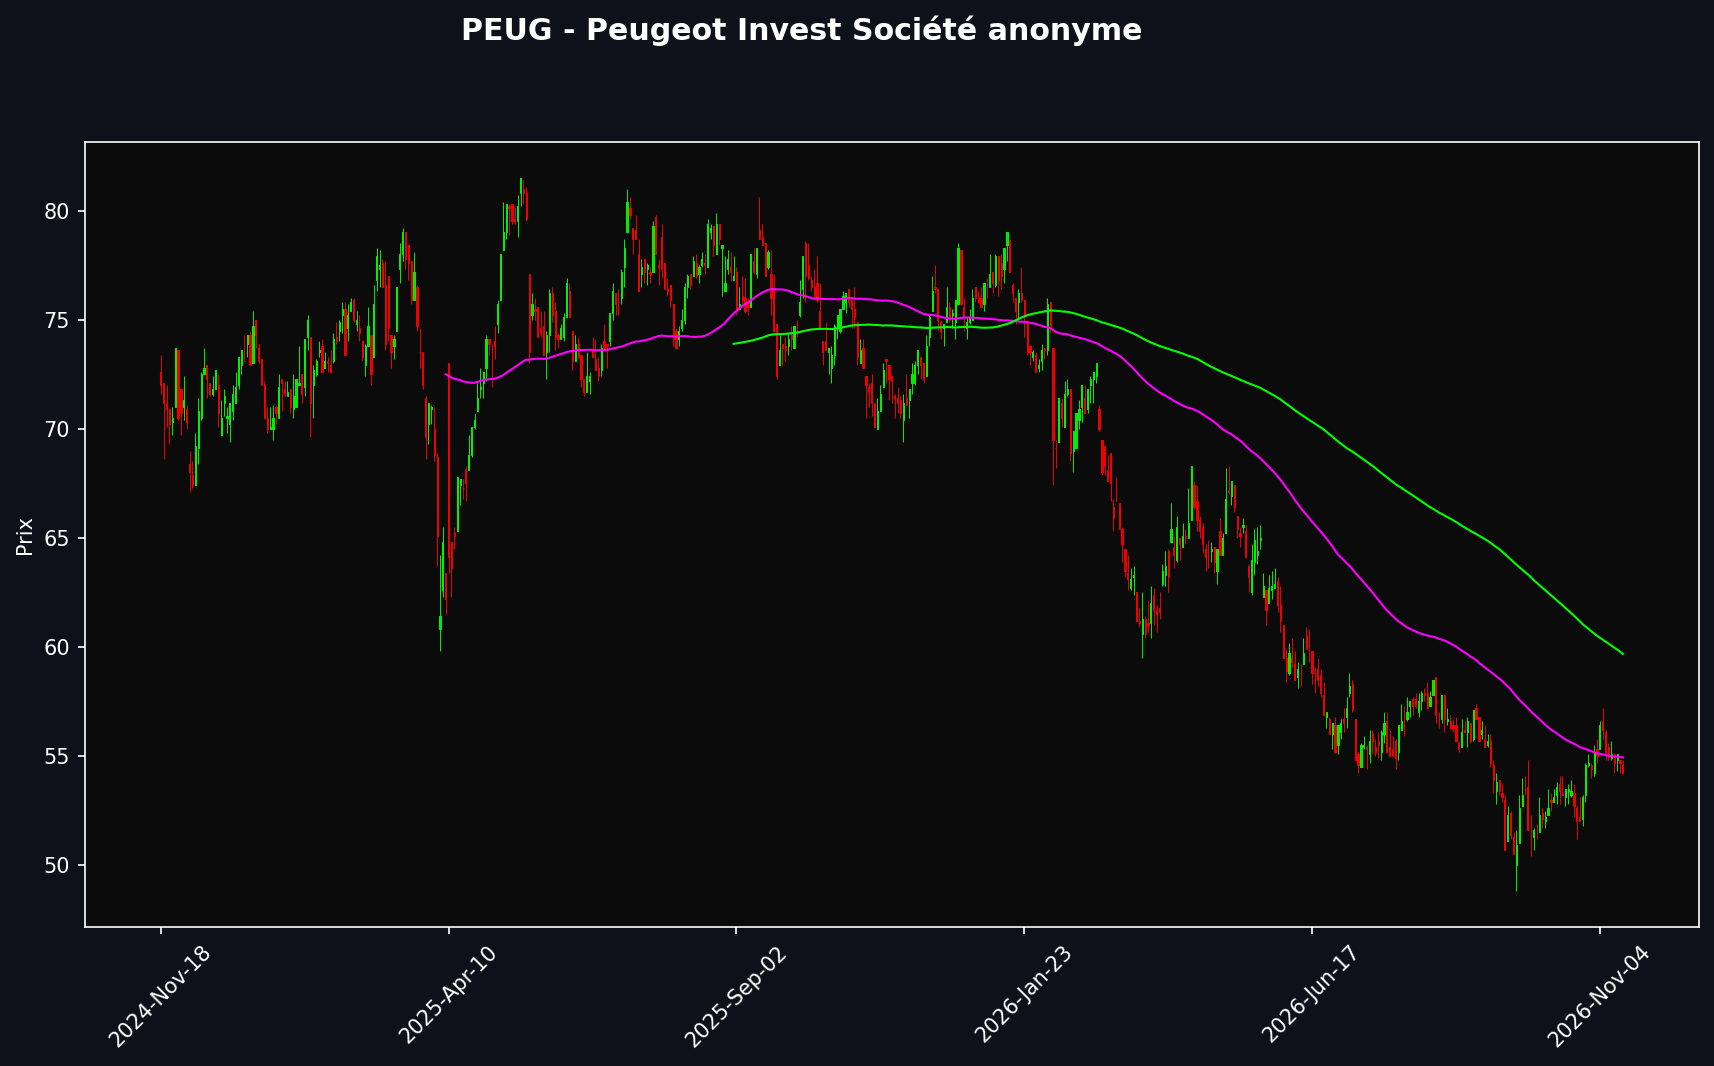 PEUG - Peugeot Invest Société anonyme
Prix
80
75
70
65
60
55
50
2024-Nov-18
2025-Apr-10
2025-Sep-02
2026-Jan-23
2026-Jun-17
2026-Nov-04